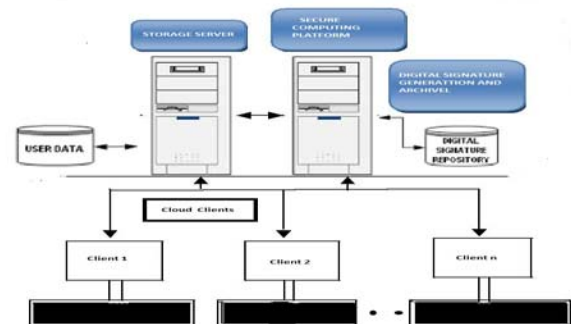 STORAGE SERVER
SECURE
COMPUTING
PLATFORM
DIGITAL SIGNATURE
GENERATTION AND
ARCHIVEL
USER DATA
DIGITAL
SIGNATURE
REPOSITORY
Cloud Clients
Client 1
Client 2
Client n